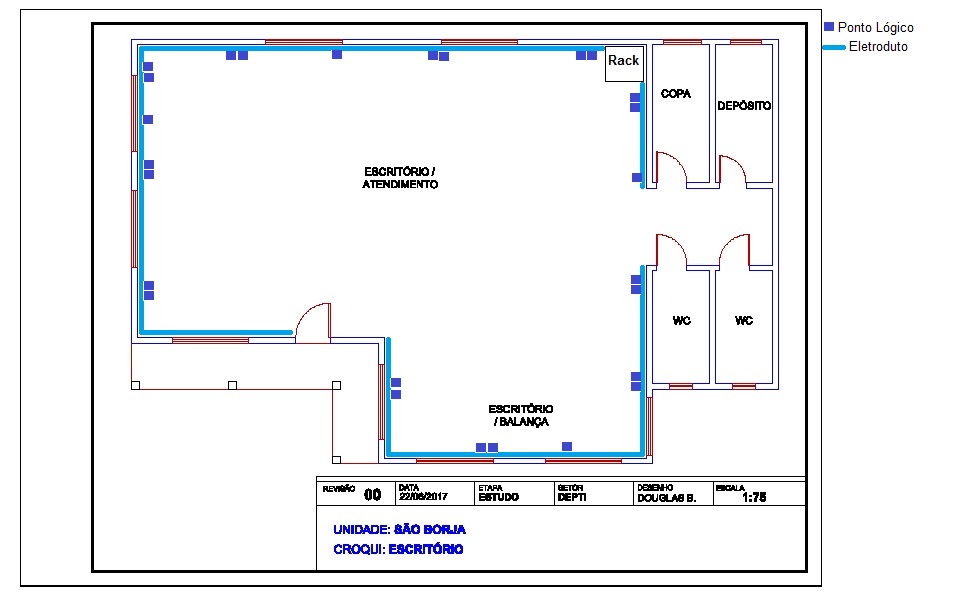 Ponto Lógico
Eletroduto
Rack
COPA
DEPÓSITO
ESCRITÓRIO /
ATENDIMENTO
WC
WC
ESCRITÓRIO
/ BALANÇA
REVISÃO 00
DATA
22/06/2017
ETAPA
ESTUDO
SETOR
DEPTI
DESENHO
DOUGLAS B.
ESCALA
1:75
UNIDADE: SÃO BORJA
CROQUI: ESCRITÓRIO